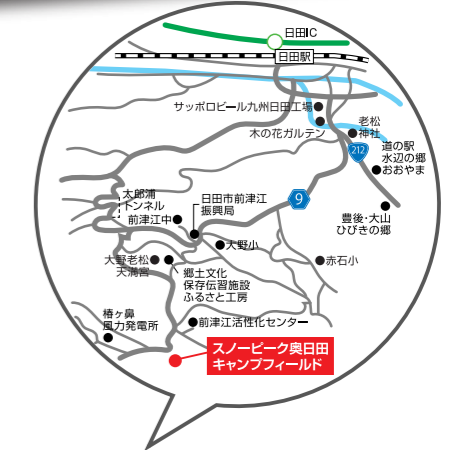 日田IC
日田駅
サッポロビール九州日田工場
木の花ガルテン
老松
神社
212
道の駅
水辺の郷
おおやま
太郎浦
トンネル
前津江中
日田市前津江
振興局
9
豊後・大山
ひびきの郷
大野小
大野老松
天満宮
郷土文化
保存伝習施設
ふるさと工房
赤石小
椿ヶ鼻
風力発電所
前津江活性化センター
スノーピーク奥日田
キャンプフィールド